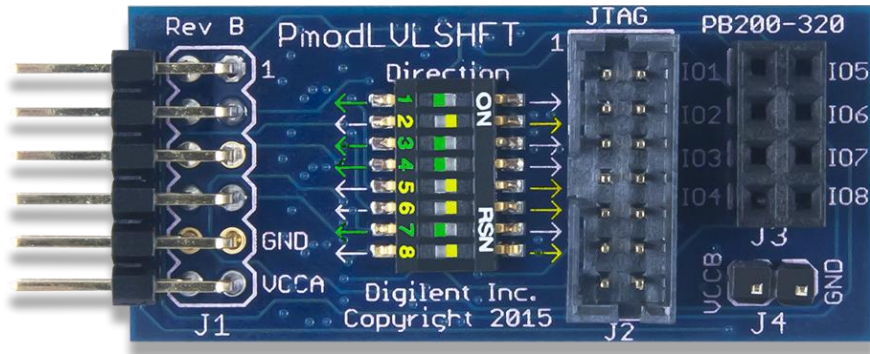 Rev B
PmodLVLSHFT
JTAG
PB200-320
1
Direction
1
ON
1
2
3
4
5
6
7
8
RSN
IO1
IO2
IO3
IO4
IO5
IO6
IO7
IO8
GND
VCCA
J1
Digilent Inc.
Copyright 2015
J2
J3
VCCB
GND
J4